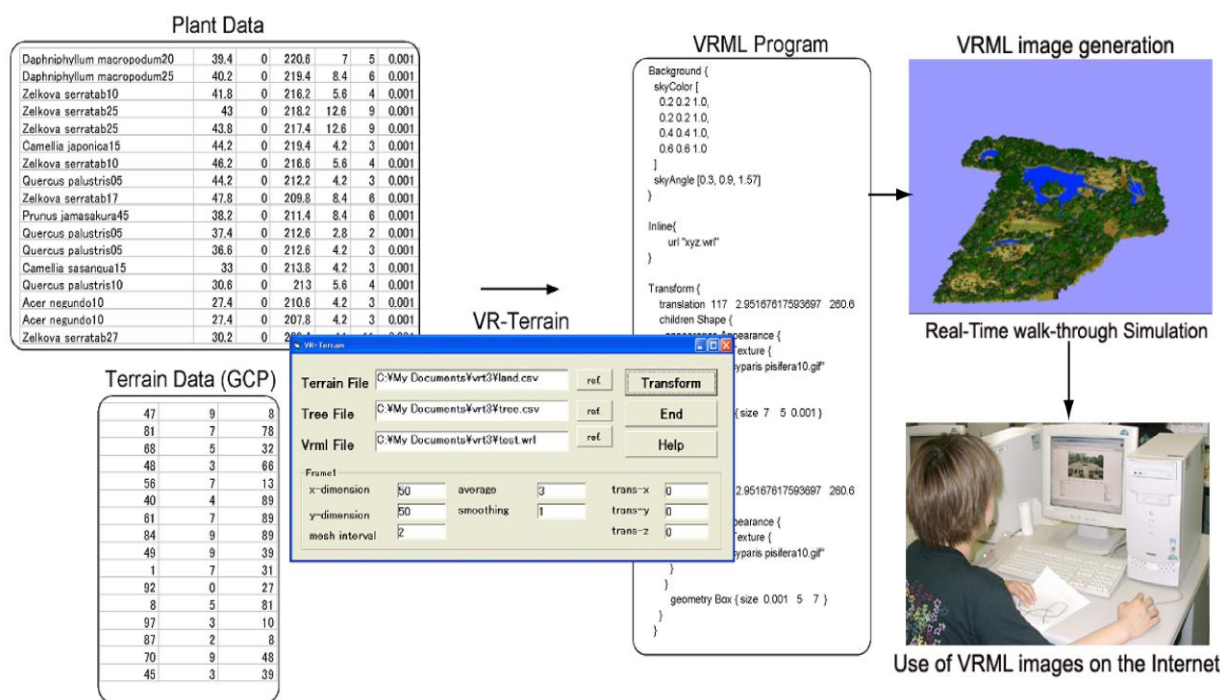 Plant Data
Daphniphyllum macropodum20 39.4 0 220.6 7 5 0.001
Daphniphyllum macropodum25 40.2 0 219.4 8.4 6 0.001
Zelkova serratab10 41.8 0 216.2 5.6 4 0.001
Zelkova serratab25 43 0 218.2 12.6 9 0.001
Zelkova serratab25 43.8 0 217.4 12.6 9 0.001
Camellia japonica15 44.2 0 219.4 4.2 3 0.001
Zelkova serratab10 46.2 0 216.6 5.6 4 0.001
Quercus palustris05 44.2 0 212.2 4.2 3 0.001
Zelkova serratab17 47.8 0 209.8 8.4 6 0.001
Prunus jamasakura45 38.2 0 211.4 8.4 6 0.001
Quercus palustris05 37.4 0 212.6 2.8 2 0.001
Quercus palustris05 36.6 0 212.6 4.2 3 0.001
Camellia sasanqua15 33 0 213.8 4.2 3 0.001
Quercus palustris10 30.6 0 213 5.6 4 0.001
Acer negundo10 27.4 0 210.6 4.2 3 0.001
Acer negundo10 27.4 0 207.8 4.2 3 0.001
Zelkova serratab27 30.2 0
Terrain Data (GCP)
47 9 8
81 7 78
68 5 32
48 3 66
56 7 13
40 4 89
61 7 89
84 9 89
49 9 39
1 7 31
92 0 27
8 5 81
97 3 10
87 2 8
70 9 48
45 3 39
VR-Terrain
VR-Terrain
Terrain File C:¥My Documents¥vrt3¥land.csv ref. Transform
Tree File C:¥My Documents¥vrt3¥tree.csv ref. End
Vrml File C:¥My Documents¥vrt3¥test.wrl ref. Help
Frame1
x-dimension 50 average 3 trans-x 0
y-dimension 50 smoothing 1 trans-y 0
mesh interval 2 trans-z 0
VRML Program
Background {
skyColor [
0.2 0.2 1.0,
0.2 0.2 1.0,
0.4 0.4 1.0,
0.6 0.6 1.0
]
skyAngle [0.3, 0.9, 1.57]
}
Inline{
url "xyz.wrl"
}
Transform {
translation 117 2.95167617593697 260.6
children Shape {
appearance Appearance {
Texture {
yparis pisifera10.gif"
{ size 7 5 0.001 }
2.95167617593697 260.6
pearance {
Texture {
yparis pisifera10.gif"
}
}
geometry Box { size 0.001 5 7 }
}
}
VRML image generation
Real-Time walk-through Simulation
Use of VRML images on the Internet